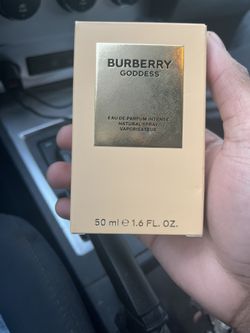 BURBERRY
GODDESS
EAU DE PARFUM INTENSE
NATURAL SPRAY
VAPORISATEUR
50 ml ℮ 1.6 FL. OZ.